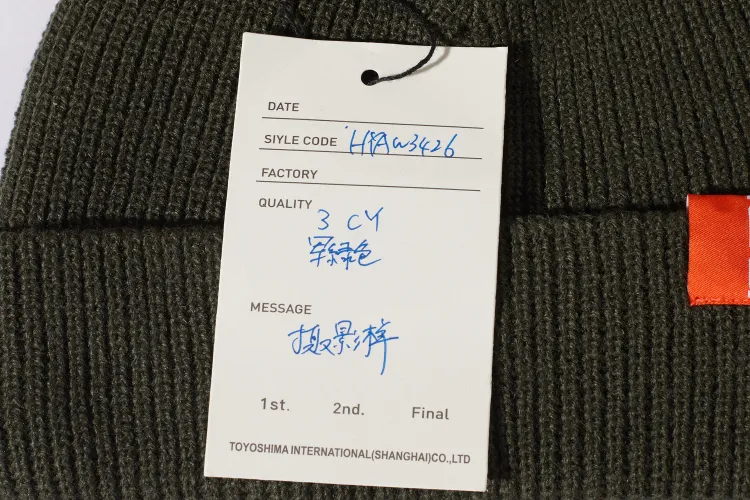 DATE
SIYLE CODE HXAW3426
FACTORY
QUALITY
3 CY
军绿色
MESSAGE
摄影样
1st. 2nd. Final
TOYOSHIMA INTERNATIONAL(SHANGHAI)CO.,LTD